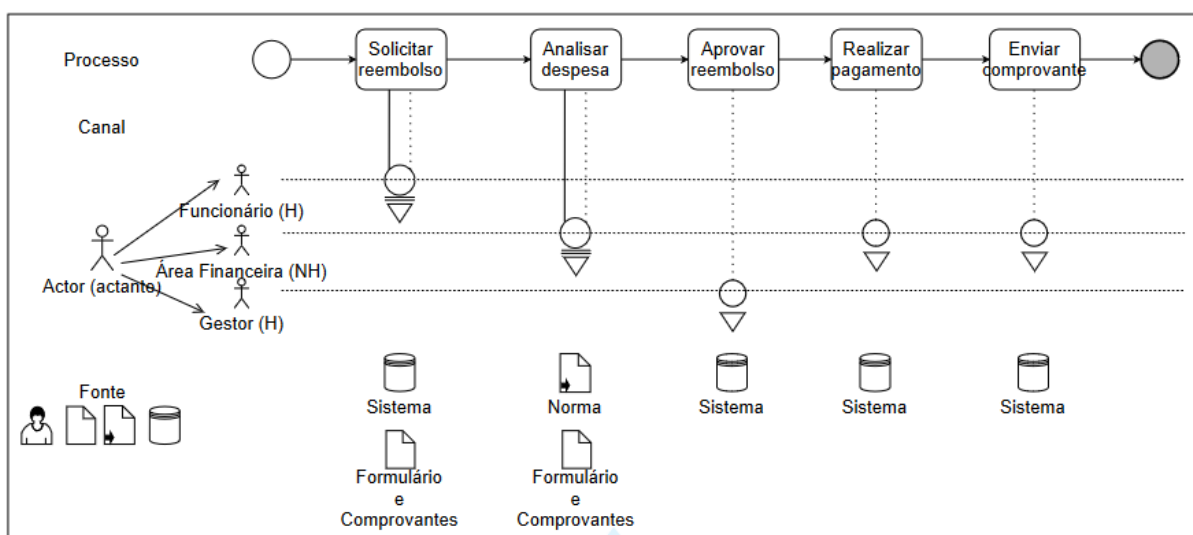 Processo
Solicitar
reembolso
Analisar
despesa
Aprovar
reembolso
Realizar
pagamento
Enviar
comprovante
Canal
Funcionário (H)
Área Financeira (NH)
Actor (actanto)
Gestor (H)
Fonte
Sistema
Norma
Sistema
Sistema
Sistema
Formulário
e
Comprovantes
Formulário
e
Comprovantes